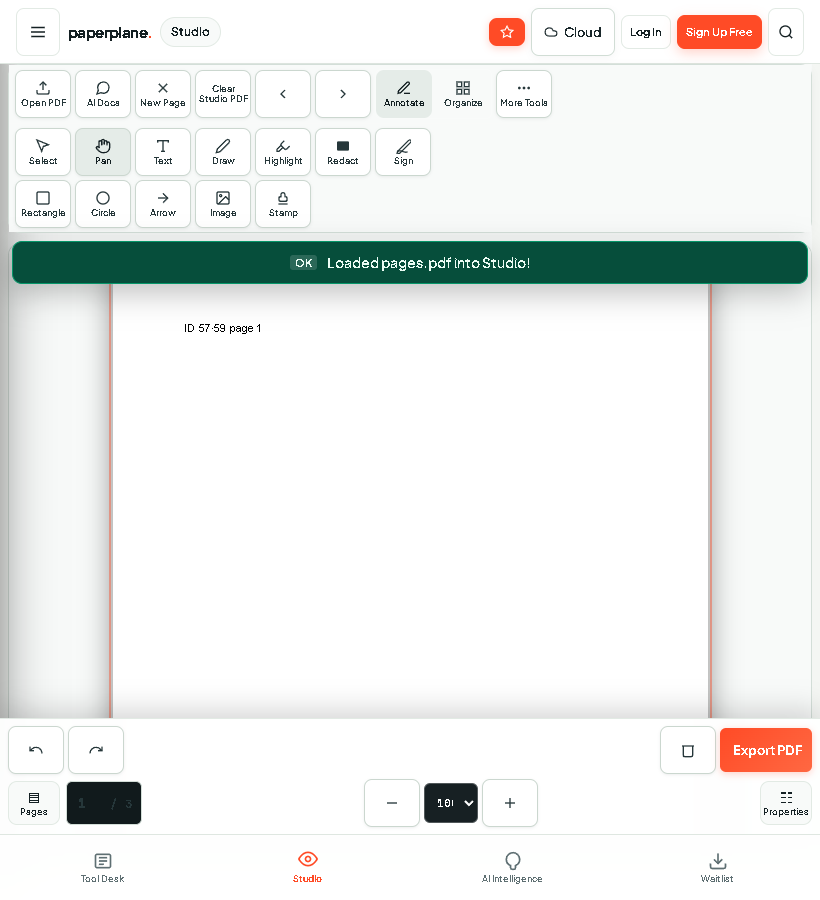 paperplane.
Studio
Cloud
Log In
Sign Up Free
Open PDF
AI Docs
New Page
Clear Studio PDF
Annotate
Organize
More Tools
Select
Pan
Text
Draw
Highlight
Redact
Sign
Rectangle
Circle
Arrow
Image
Stamp
OK Loaded pages.pdf into Studio!
ID 57-59 page 1
Export PDF
Pages
1 / 3
Properties
Tool Desk
Studio
AI Intelligence
Waitlist